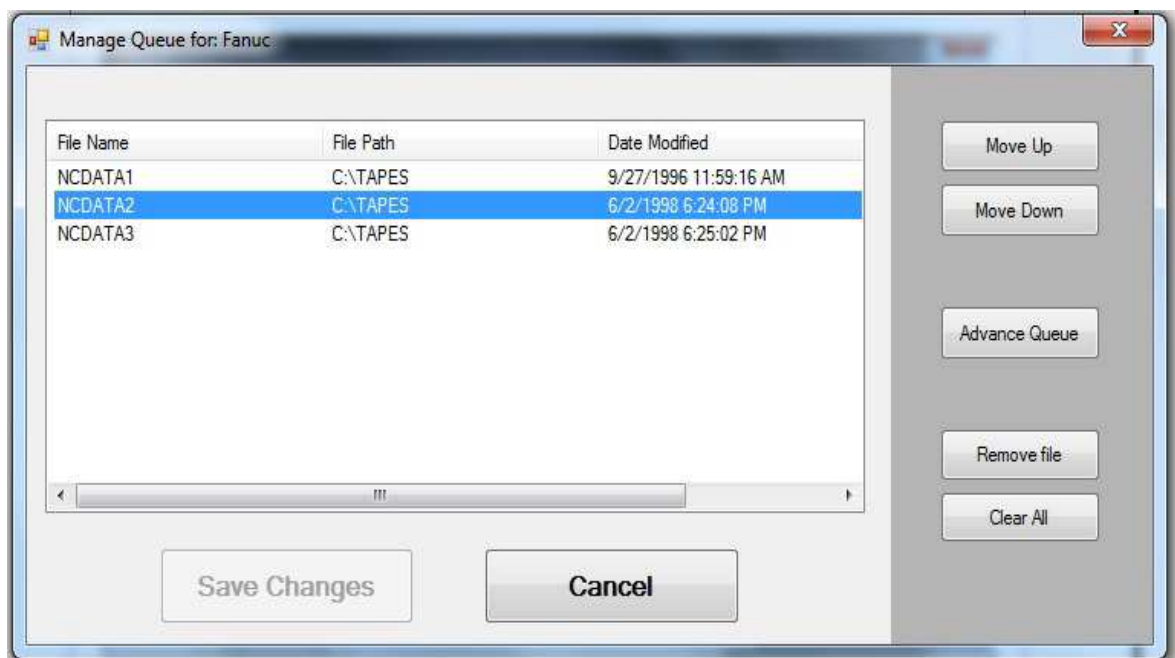 Manage Queue for: Fanuc
File Name File Path Date Modified
NCDATA1 C:\TAPES 9/27/1996 11:59:16 AM
NCDATA2 C:\TAPES 6/2/1998 6:24:08 PM
NCDATA3 C:\TAPES 6/2/1998 6:25:02 PM
Move Up
Move Down
Advance Queue
Remove file
Clear All
Save Changes Cancel